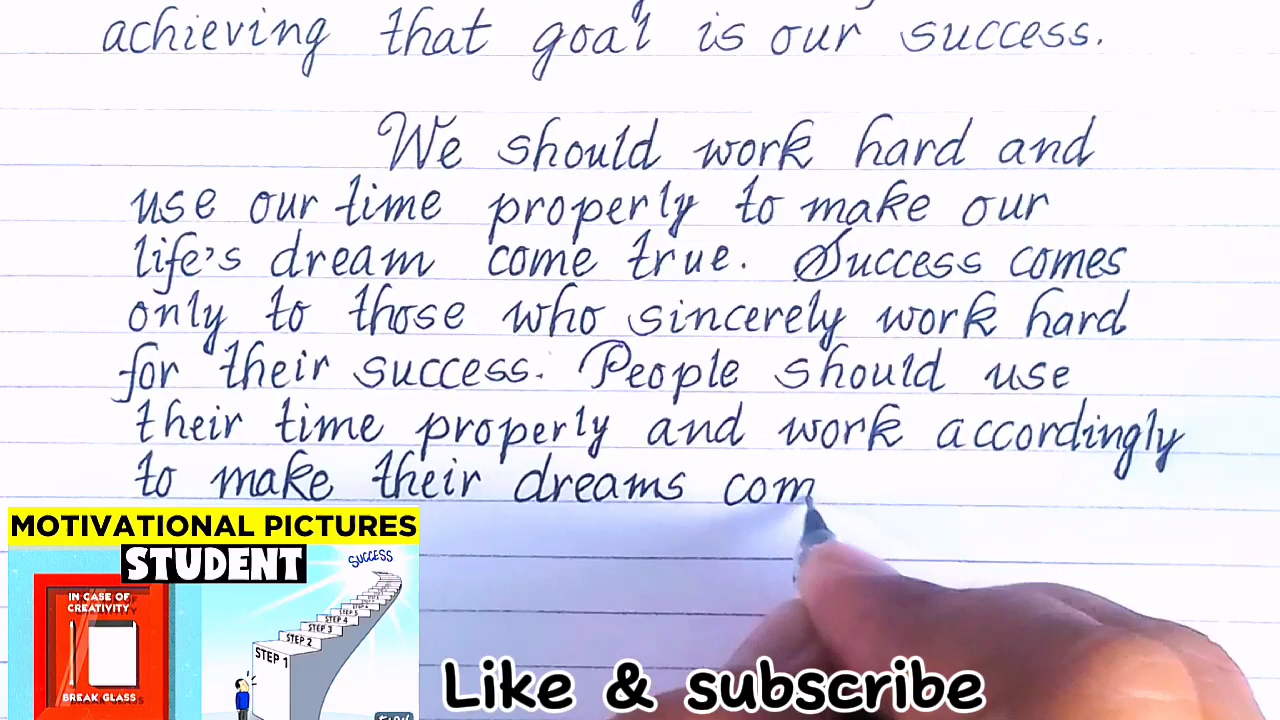 achieving that goal is our success.
We should work hard and
use our time properly to make our
life's dream come true. Success comes
only to those who sincerely work hard
for their success. People should use
their time properly and work accordingly
to make their dreams com
MOTIVATIONAL PICTURES
STUDENT
SUCCESS
IN CASE OF
CREATIVITY
BREAK GLASS
STEP 5
STEP 4
STEP 3
STEP 2
STEP 1
Like & subscribe